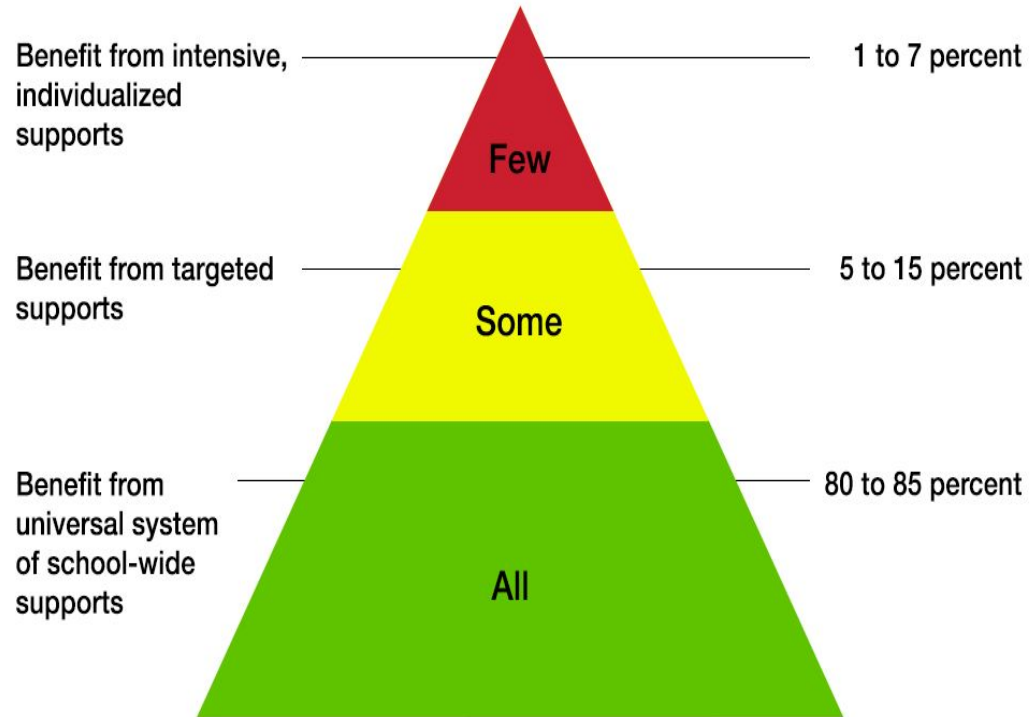 Benefit from intensive,
individualized
supports
1 to 7 percent
Few
Benefit from targeted
supports
5 to 15 percent
Some
Benefit from
universal system
of school-wide
supports
80 to 85 percent
All